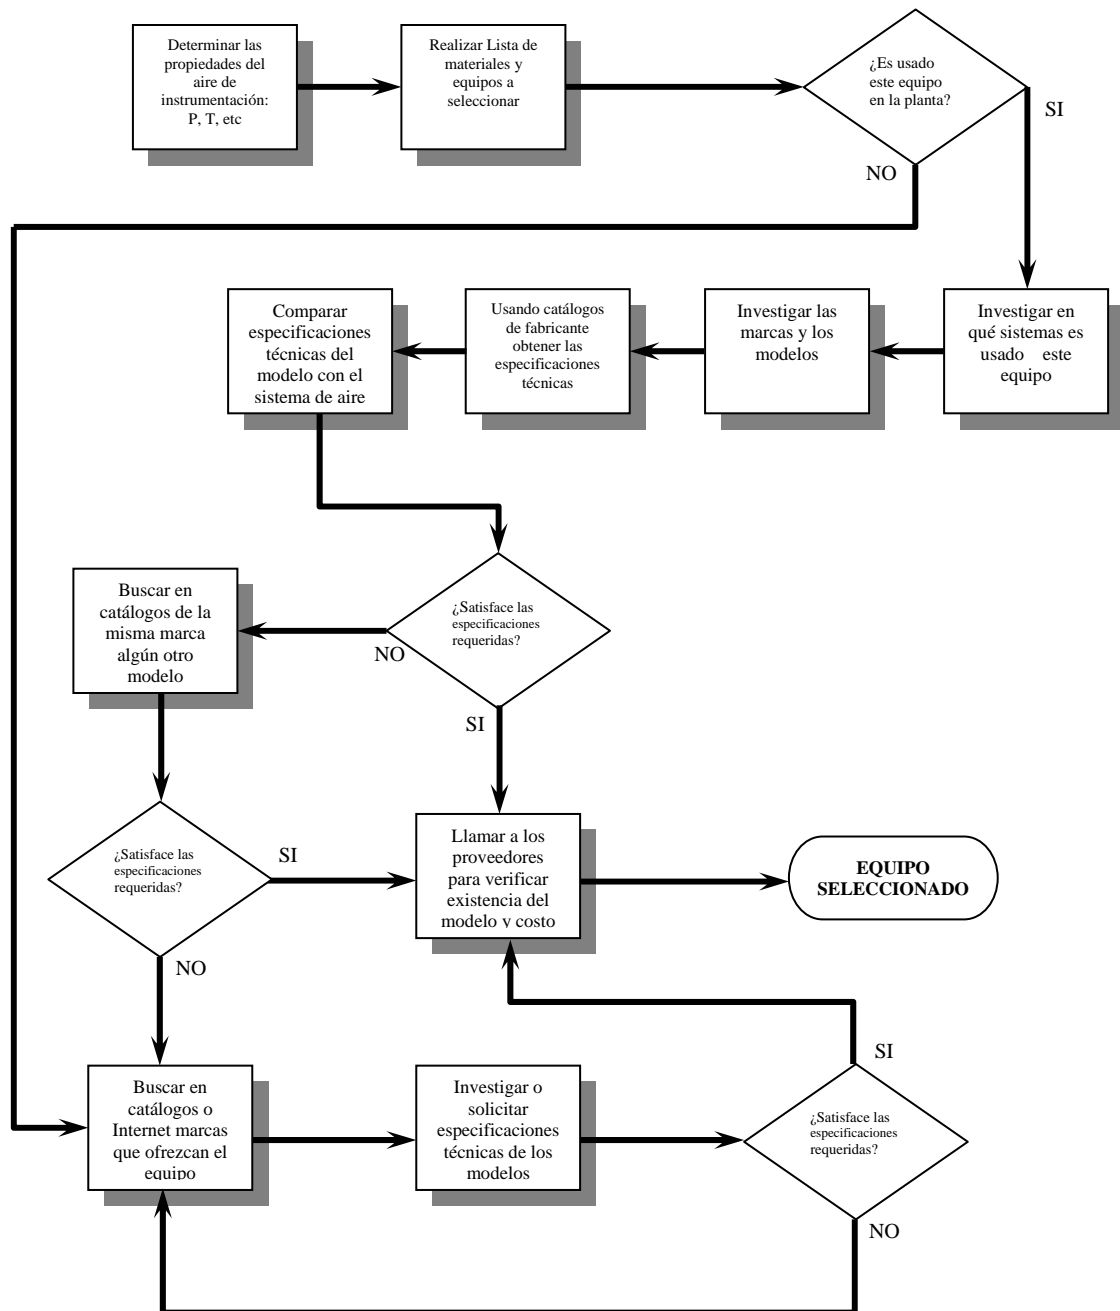 Determinar las
propiedades del
aire de
instrumentación:
P, T, etc
Realizar Lista de
materiales y
equipos a
seleccionar
¿Es usado
este equipo
en la planta?
SI
NO
Comparar
especificaciones
técnicas del
modelo con el
sistema de aire
Usando catálogos
de fabricante
obtener las
especificaciones
técnicas
Investigar las
marcas y los
modelos
Investigar en
qué sistemas es
usado este
equipo
Buscar en
catálogos de la
misma marca
algún otro
modelo
¿Satisface las
especificaciones
requeridas?
NO
SI
¿Satisface las
especificaciones
requeridas?
SI
NO
Llamar a los
proveedores
para verificar
existencia del
modelo y costo
EQUIPO
SELECCIONADO
Buscar en
catálogos o
Internet marcas
que ofrezcan el
equipo
Investigar o
solicitar
especificaciones
técnicas de los
modelos
SI
¿Satisface las
especificaciones
requeridas?
NO